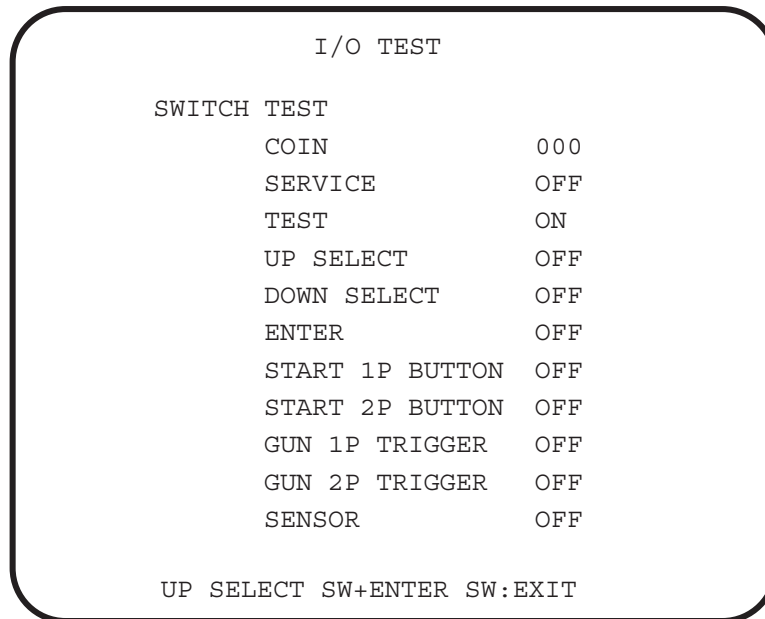 I/O TEST
SWITCH TEST
COIN 000
SERVICE OFF
TEST ON
UP SELECT OFF
DOWN SELECT OFF
ENTER OFF
START 1P BUTTON OFF
START 2P BUTTON OFF
GUN 1P TRIGGER OFF
GUN 2P TRIGGER OFF
SENSOR OFF
UP SELECT SW+ENTER SW:EXIT